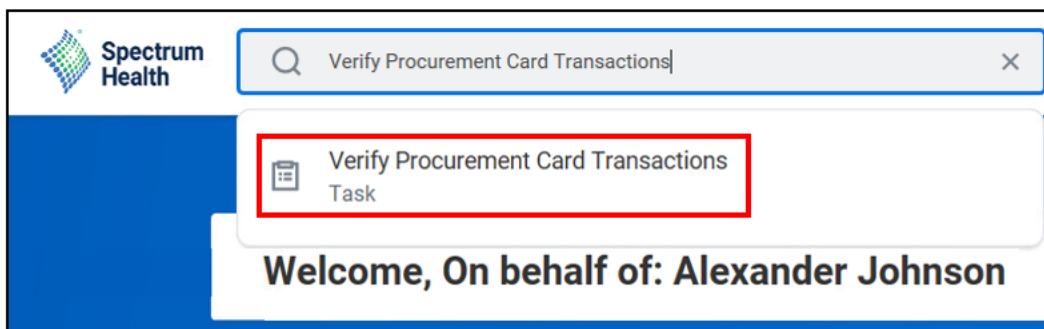 Spectrum
Health
Verify Procurement Card Transactions
Verify Procurement Card Transactions
Task
Welcome, On behalf of: Alexander Johnson